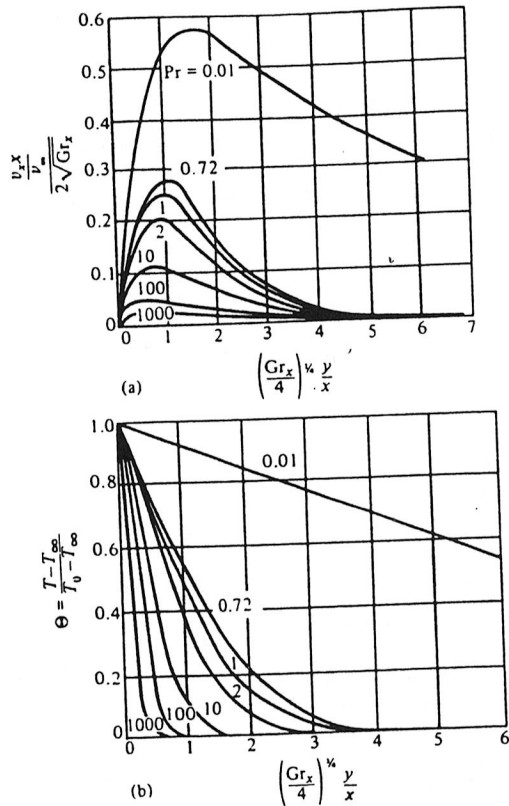 0.6
0.5
0.4
0.3
0.2
0.1
0
Pr = 0.01
0.72
1
2
10
100
1000
0 1 2 3 4 5 6 7
v_x x / ν_∞ / 2√Gr_x
(Gr_x/4)^¼ y/x
(a)
1.0
0.8
0.6
0.4
0.2
0
0.01
0.72
1
2
1000 100 10
0 1 2 3 4 5 6
Θ = T − T∞ / T₀ − T∞
(Gr_x/4)^¼ y/x
(b)